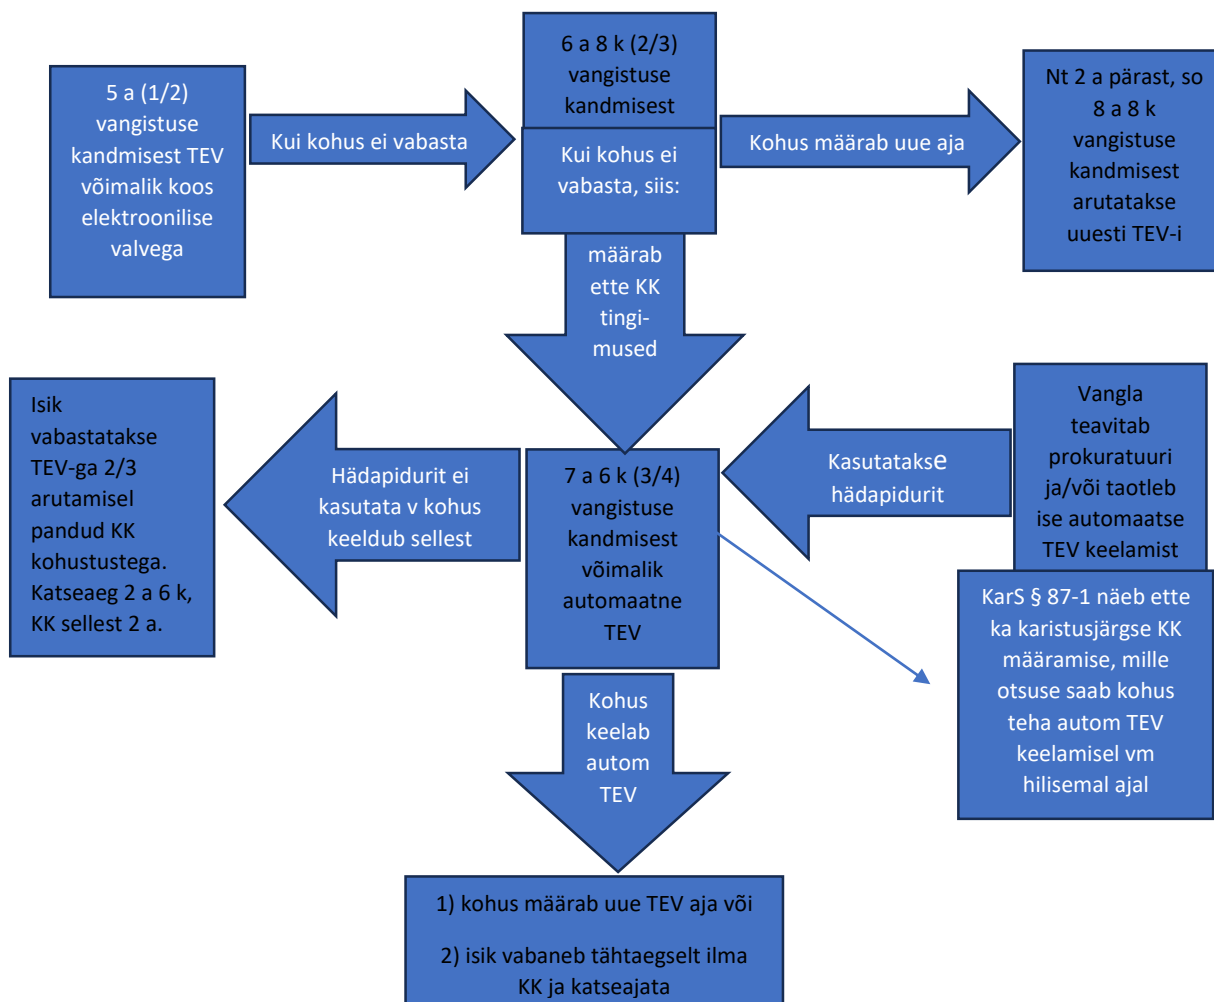 5 a (1/2)
vangistuse
kandmisest TEV
võimalik koos
elektroonilise
valvega
Kui kohus ei vabasta
6 a 8 k (2/3)
vangistuse
kandmisest
Kui kohus ei
vabasta, siis:
Kohus määrab uue aja
Nt 2 a pärast, so
8 a 8 k
vangistuse
kandmisest
arutatakse
uuesti TEV-i
määrab
ette KK
tingi-
mused
Isik
vabastatakse
TEV-ga 2/3
arutamisel
pandud KK
kohustustega.
Katseaeg 2 a 6 k,
KK sellest 2 a.
Hädapidurit ei
kasutata v kohus
keeldub sellest
7 a 6 k (3/4)
vangistuse
kandmisest
võimalik
automaatne
TEV
Kasutatakse
hädapidurit
Vangla
teavitab
prokuratuuri
ja/või taotleb
ise automaatse
TEV keelamist
KarS § 87-1 näeb ette
ka karistusjärgse KK
määramise, mille
otsuse saab kohus
teha autom TEV
keelamisel vm
hilisemal ajal
Kohus
keelab
autom
TEV
1) kohus määrab uue TEV aja või
2) isik vabaneb tähtaegselt ilma
KK ja katseajata